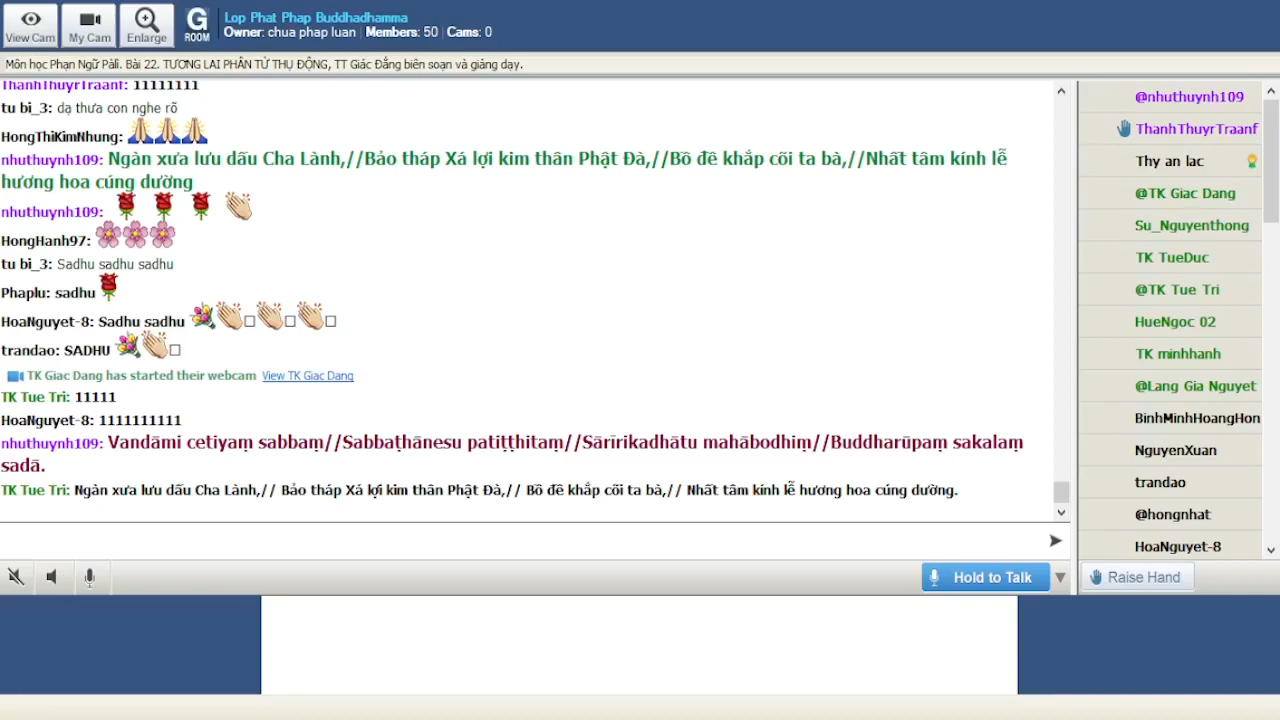 View Cam
My Cam
Enlarge
G
ROOM
Lop Phat Phap Buddhadhamma
Owner: chua phap luan | Members: 50 | Cams: 0
Môn học Phạn Ngữ Pāli. Bài 22. TƯƠNG LAI PHÂN TỪ THỤ ĐỘNG, TT Giác Đẳng biên soạn và giảng dạy.
ThanhThuyrTraanf: 11111111
tu bi_3: dạ thưa con nghe rõ
HongThiKimNhung:
nhuthuynh109: Ngàn xưa lưu dấu Cha Lành,//Bảo tháp Xá lợi kim thân Phật Đà,//Bồ đề khắp cõi ta bà,//Nhất tâm kính lễ
hương hoa cúng dường
nhuthuynh109:
HongHanh97:
tu bi_3: Sadhu sadhu sadhu
Phaplu: sadhu
HoaNguyet-8: Sadhu sadhu
trandao: SADHU
TK Giac Dang has started their webcam View TK Giac Dang
TK Tue Tri: 11111
HoaNguyet-8: 1111111111
nhuthuynh109: Vandāmi cetiyaṃ sabbaṃ//Sabbaṭhānesu patiṭṭhitaṃ//Sārīrikadhātu mahābodhiṃ//Buddharūpaṃ sakalaṃ
sadā.
TK Tue Tri: Ngàn xưa lưu dấu Cha Lành,// Bảo tháp Xá lợi kim thân Phật Đà,// Bồ đề khắp cõi ta bà,// Nhất tâm kính lễ hương hoa cúng dường.
Hold to Talk
@nhuthuynh109
ThanhThuyrTraanf
Thy an lac
@TK Giac Dang
Su_Nguyenthong
TK TueDuc
@TK Tue Tri
HueNgoc 02
TK minhhanh
@Lang Gia Nguyet
BinhMinhHoangHon
NguyenXuan
trandao
@hongnhat
HoaNguyet-8
Raise Hand